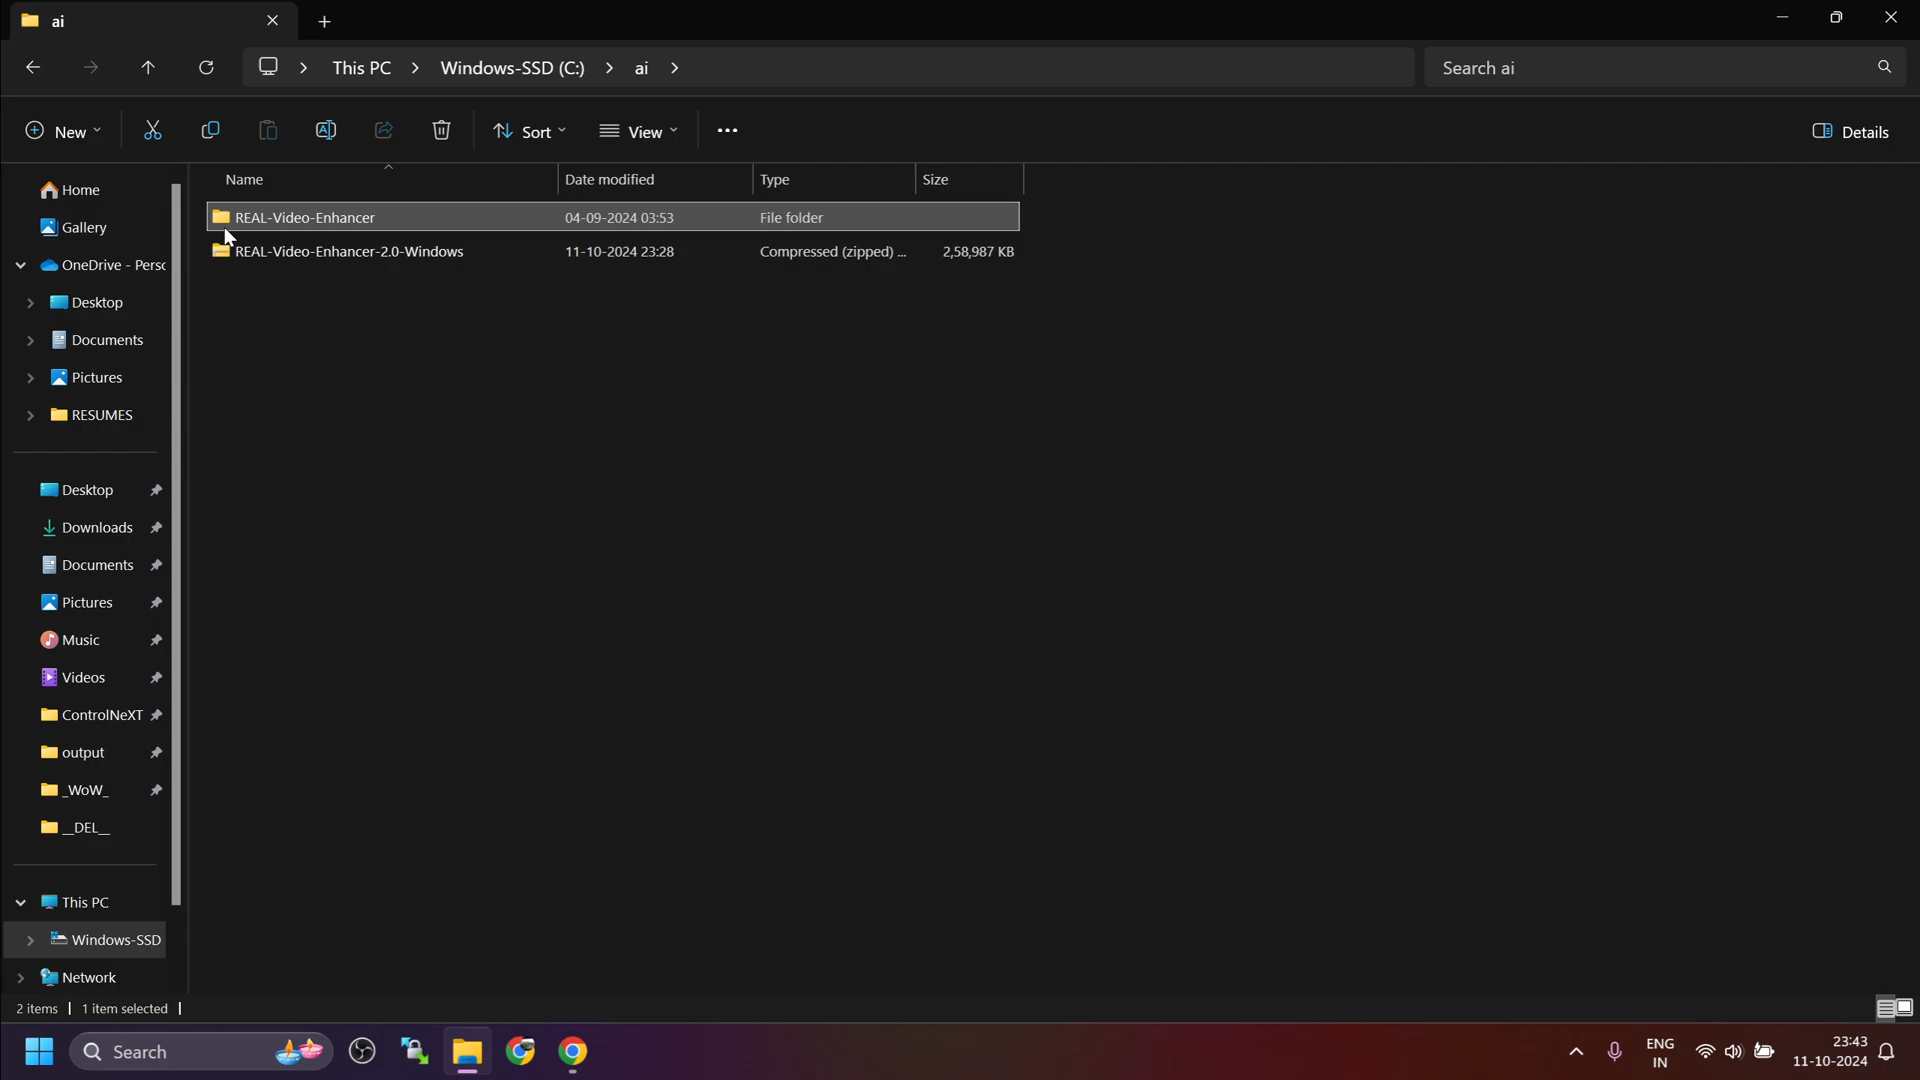 ai
This PC
Windows-SSD (C:)
ai
Search ai
New
Sort
View
Details
Name
Date modified
Type
Size
REAL-Video-Enhancer
04-09-2024 03:53
File folder
REAL-Video-Enhancer-2.0-Windows
11-10-2024 23:28
Compressed (zipped) ...
2,58,987 KB
Home
Gallery
OneDrive - Perso
Desktop
Documents
Pictures
RESUMES
Desktop
Downloads
Documents
Pictures
Music
Videos
ControlNeXT
output
_WoW_
__DEL__
This PC
Windows-SSD
Network
2 items
1 item selected
Search
ENG
IN
23:43
11-10-2024